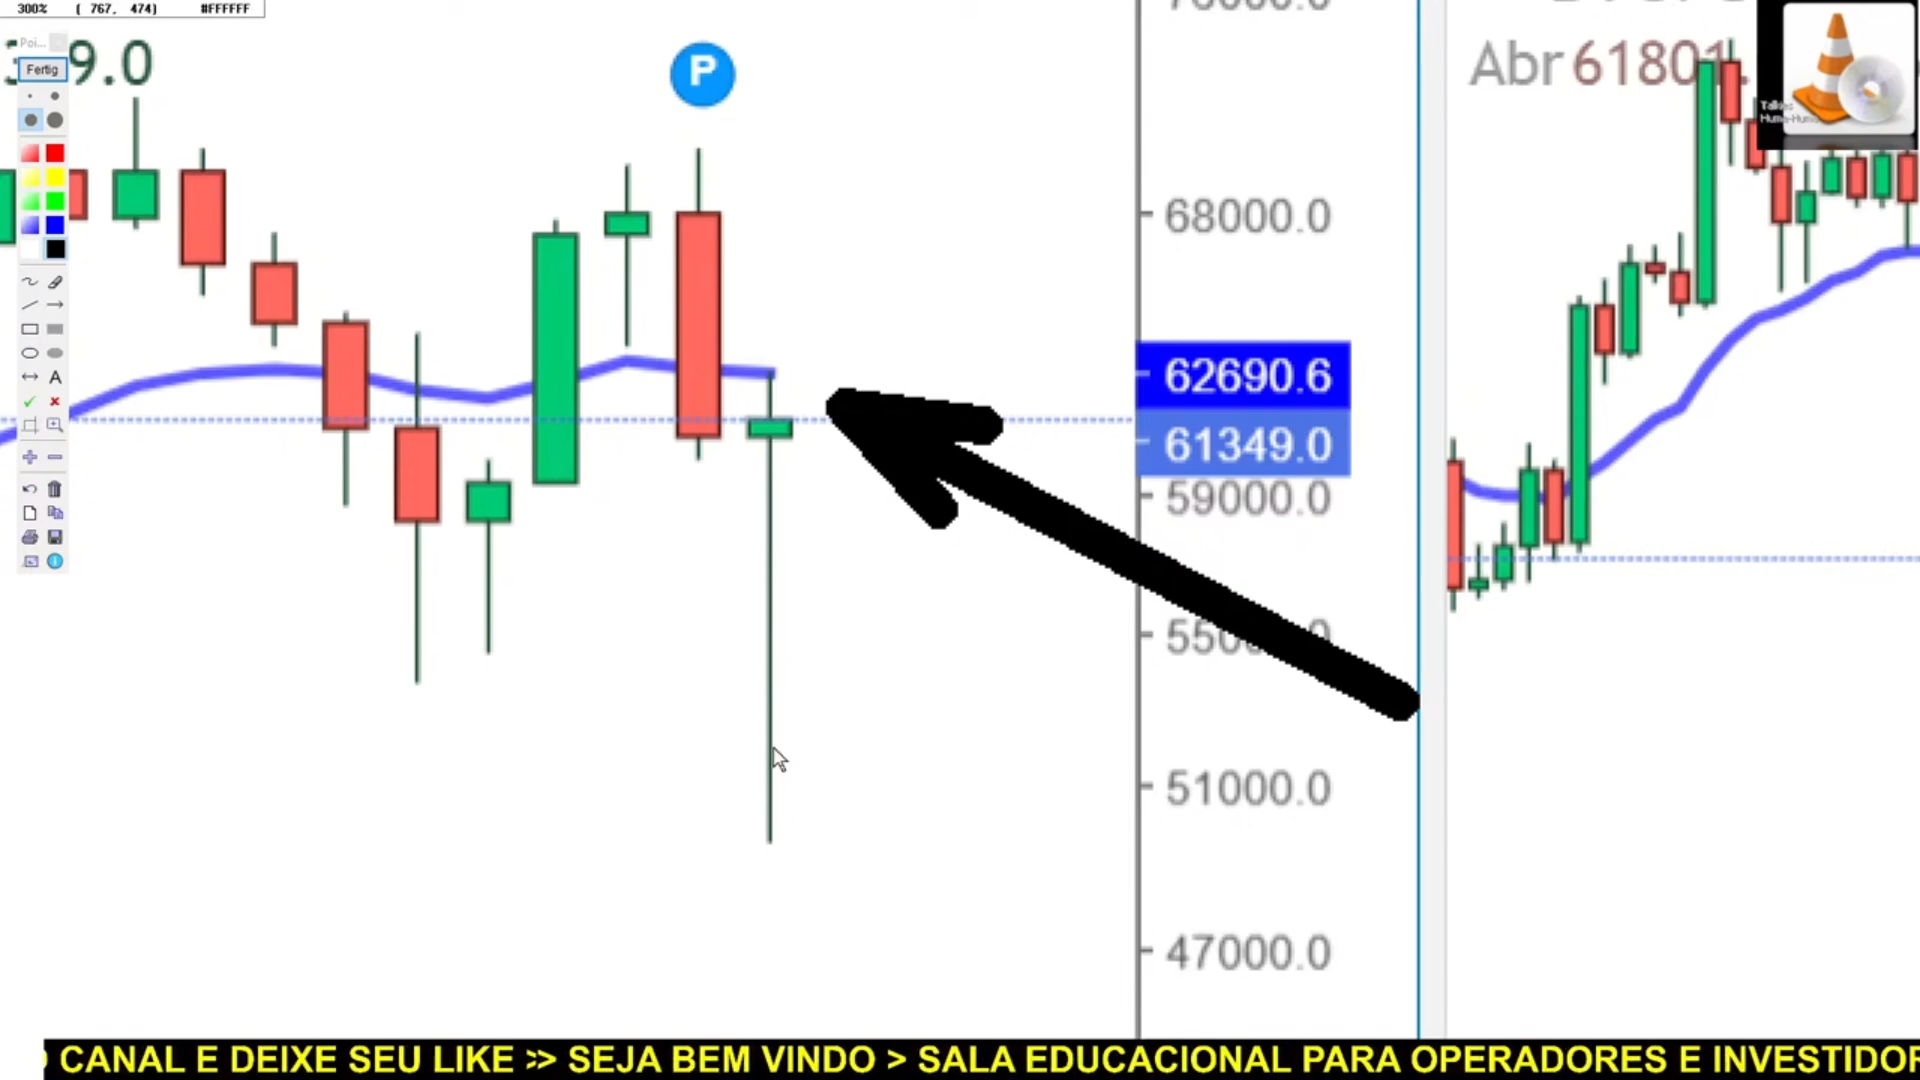 300% ( 767, 474) #FFFFFF
Poi...
Fertig
9.0
P
Abr 61801.
68000.0
62690.6
61349.0
59000.0
51000.0
47000.0
A
CANAL E DEIXE SEU LIKE >> SEJA BEM VINDO > SALA EDUCACIONAL PARA OPERADORES E INVESTIDOR